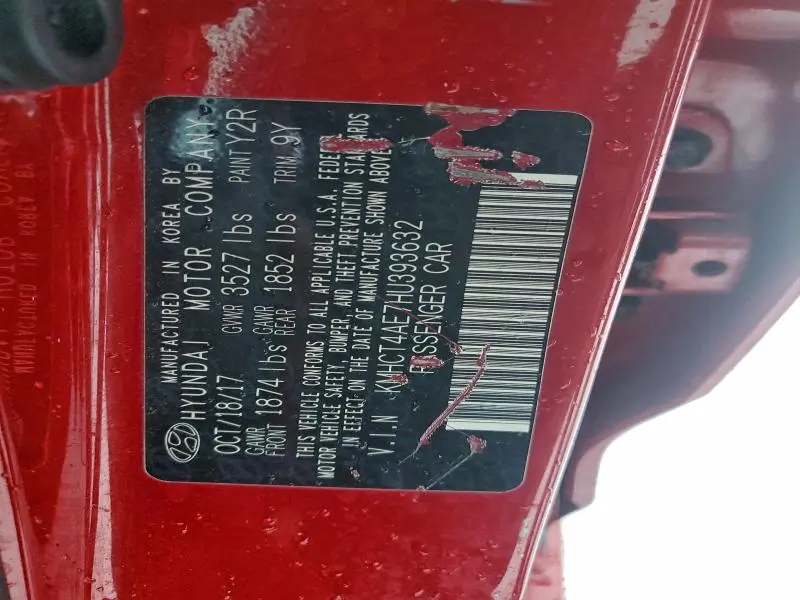 MANUFACTURED IN KOREA BY
HYUNDAI MOTOR COMPANY
OCT/18/17 GVWR 3527 lbs PAINT Y2R
GAWR FRONT 1874 lbs GAWR REAR 1852 lbs TRIM 9Y
THIS VEHICLE CONFORMS TO ALL APPLICABLE U.S.A. FEDERAL
MOTOR VEHICLE SAFETY, BUMPER, AND THEFT PREVENTION STANDARDS
IN EFFECT ON THE DATE OF MANUFACTURE SHOWN ABOVE
V.I.N KMHCT4AE7HU393632
PASSENGER CAR